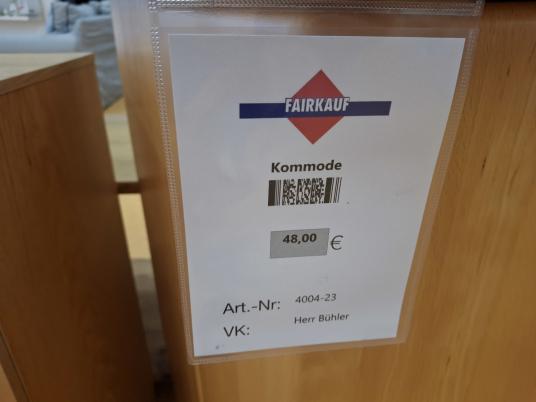 FAIRKAUF
Kommode
48,00 €
Art.-Nr: 4004-23
VK: Herr Bühler